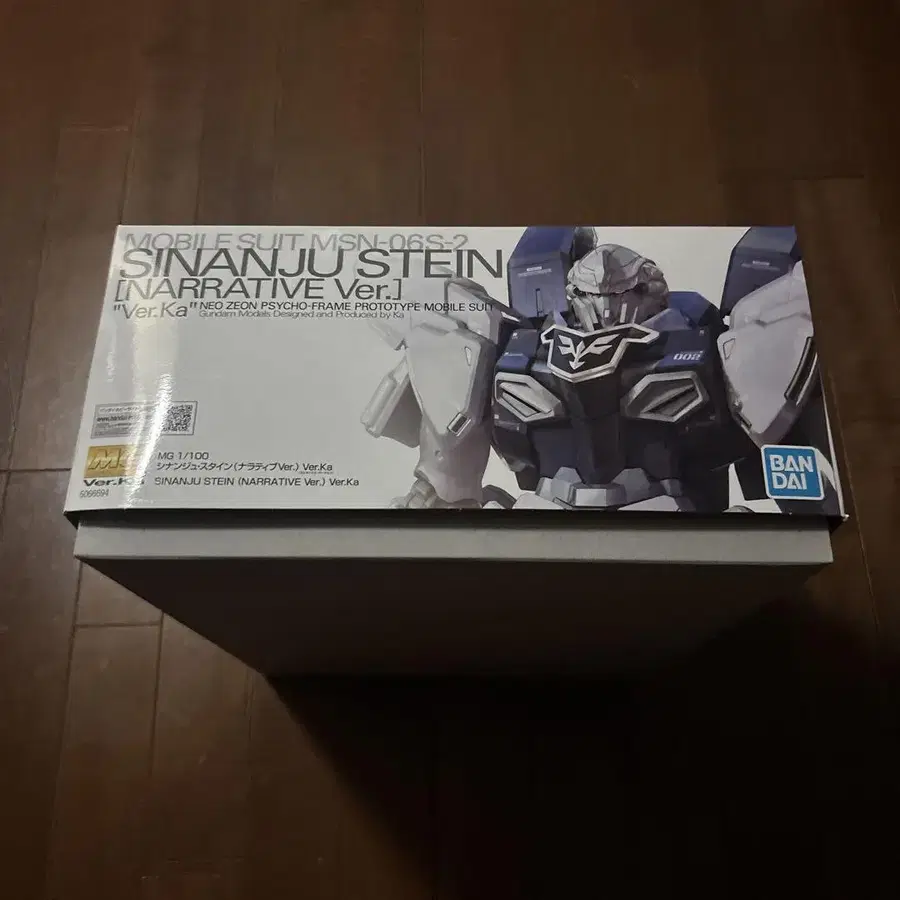 MOBILE SUIT MSN-06S-2
SINANJU STEIN
[NARRATIVE Ver.]
"Ver.Ka" NEO ZEON PSYCHO-FRAME PROTOTYPE MOBILE SUIT
Gundam Models Designed and Produced by Ka
002
MG
Ver.Ka
5066694
MG 1/100
シナンジュ・スタイン(ナラティブVer.) Ver.Ka
SINANJU STEIN (NARRATIVE Ver.) Ver.Ka
BAN
DAI